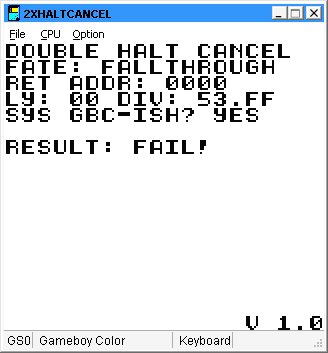 2XHALTCANCEL
File CPU Option
DOUBLE HALT CANCEL
FATE: FALLTHROUGH
RET ADDR: 0000
LY: 00 DIV: 53.FF
SYS GBC-ISH? YES
RESULT: FAIL!
V 1.0
GS0 Gameboy Color Keyboard